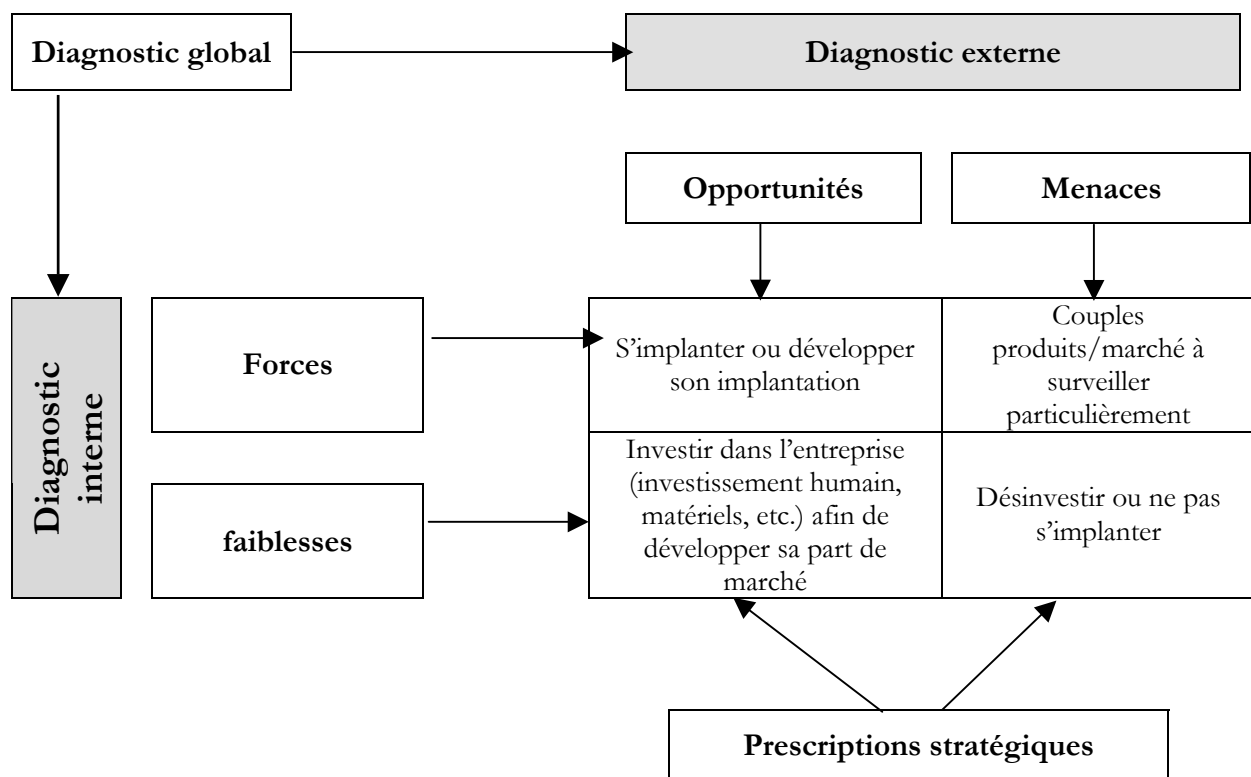 Diagnostic global
Diagnostic externe
Opportunités
Menaces
Diagnostic
interne
Forces
S’implanter ou développer
son implantation
Couples
produits/marché à
surveiller
particulièrement
faiblesses
Investir dans l’entreprise
(investissement humain,
matériels, etc.) afin de
développer sa part de
marché
Désinvestir ou ne pas
s’implanter
Prescriptions stratégiques